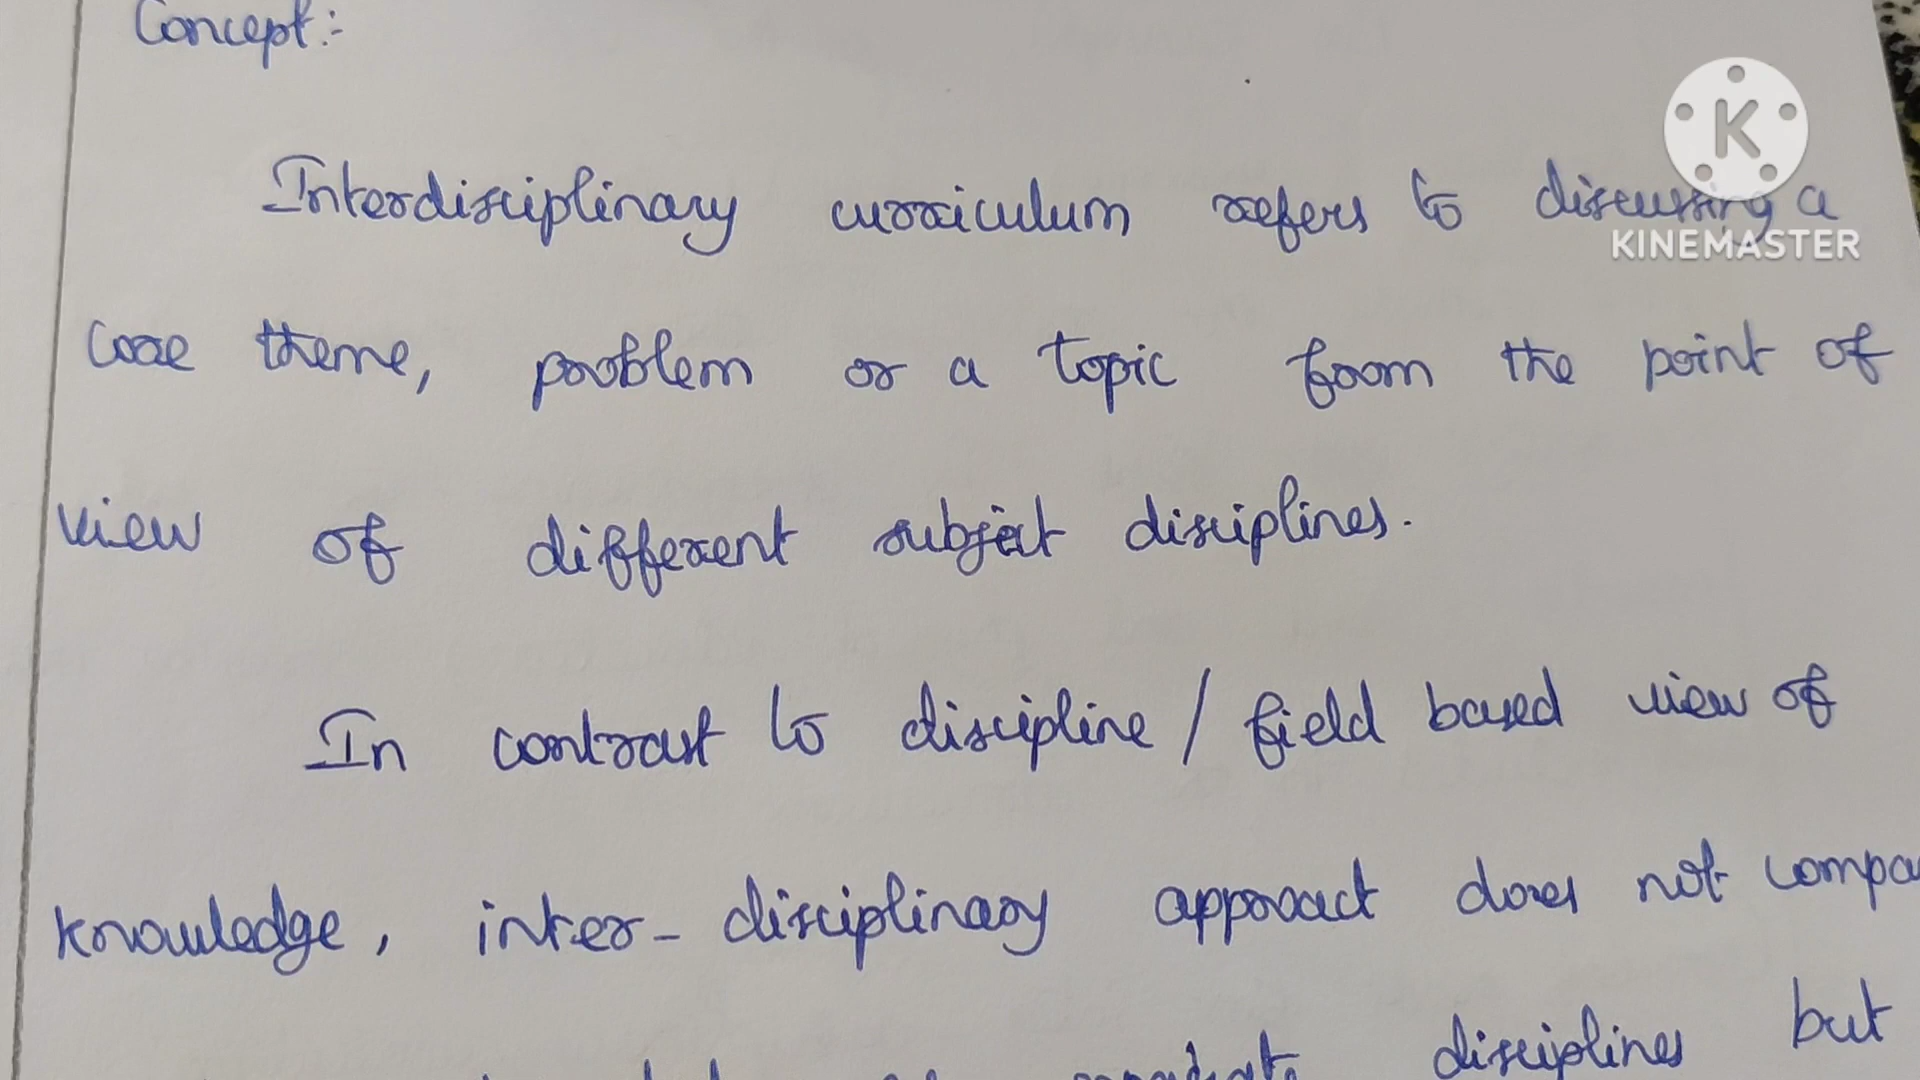 Concept:-
K
KINEMASTER
Interdisciplinary curriculum refers to discussing a
core theme, problem or a topic from the point of
view of different subject disciplines.
In contrast to discipline / field based view of
knowledge, inter-disciplinary approact does not compa
disciplines but